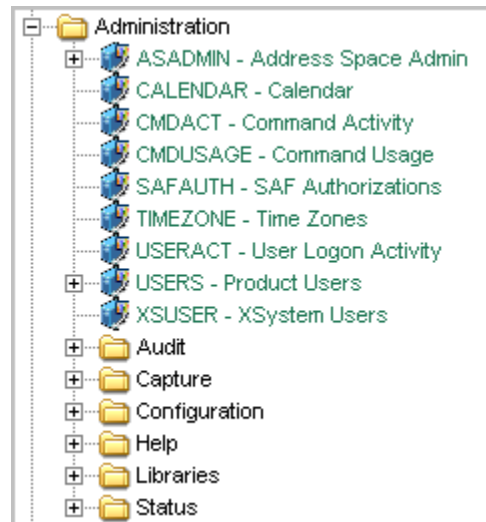 Administration
ASADMIN - Address Space Admin
CALENDAR - Calendar
CMDACT - Command Activity
CMDUSAGE - Command Usage
SAFAUTH - SAF Authorizations
TIMEZONE - Time Zones
USERACT - User Logon Activity
USERS - Product Users
XSUSER - XSystem Users
Audit
Capture
Configuration
Help
Libraries
Status